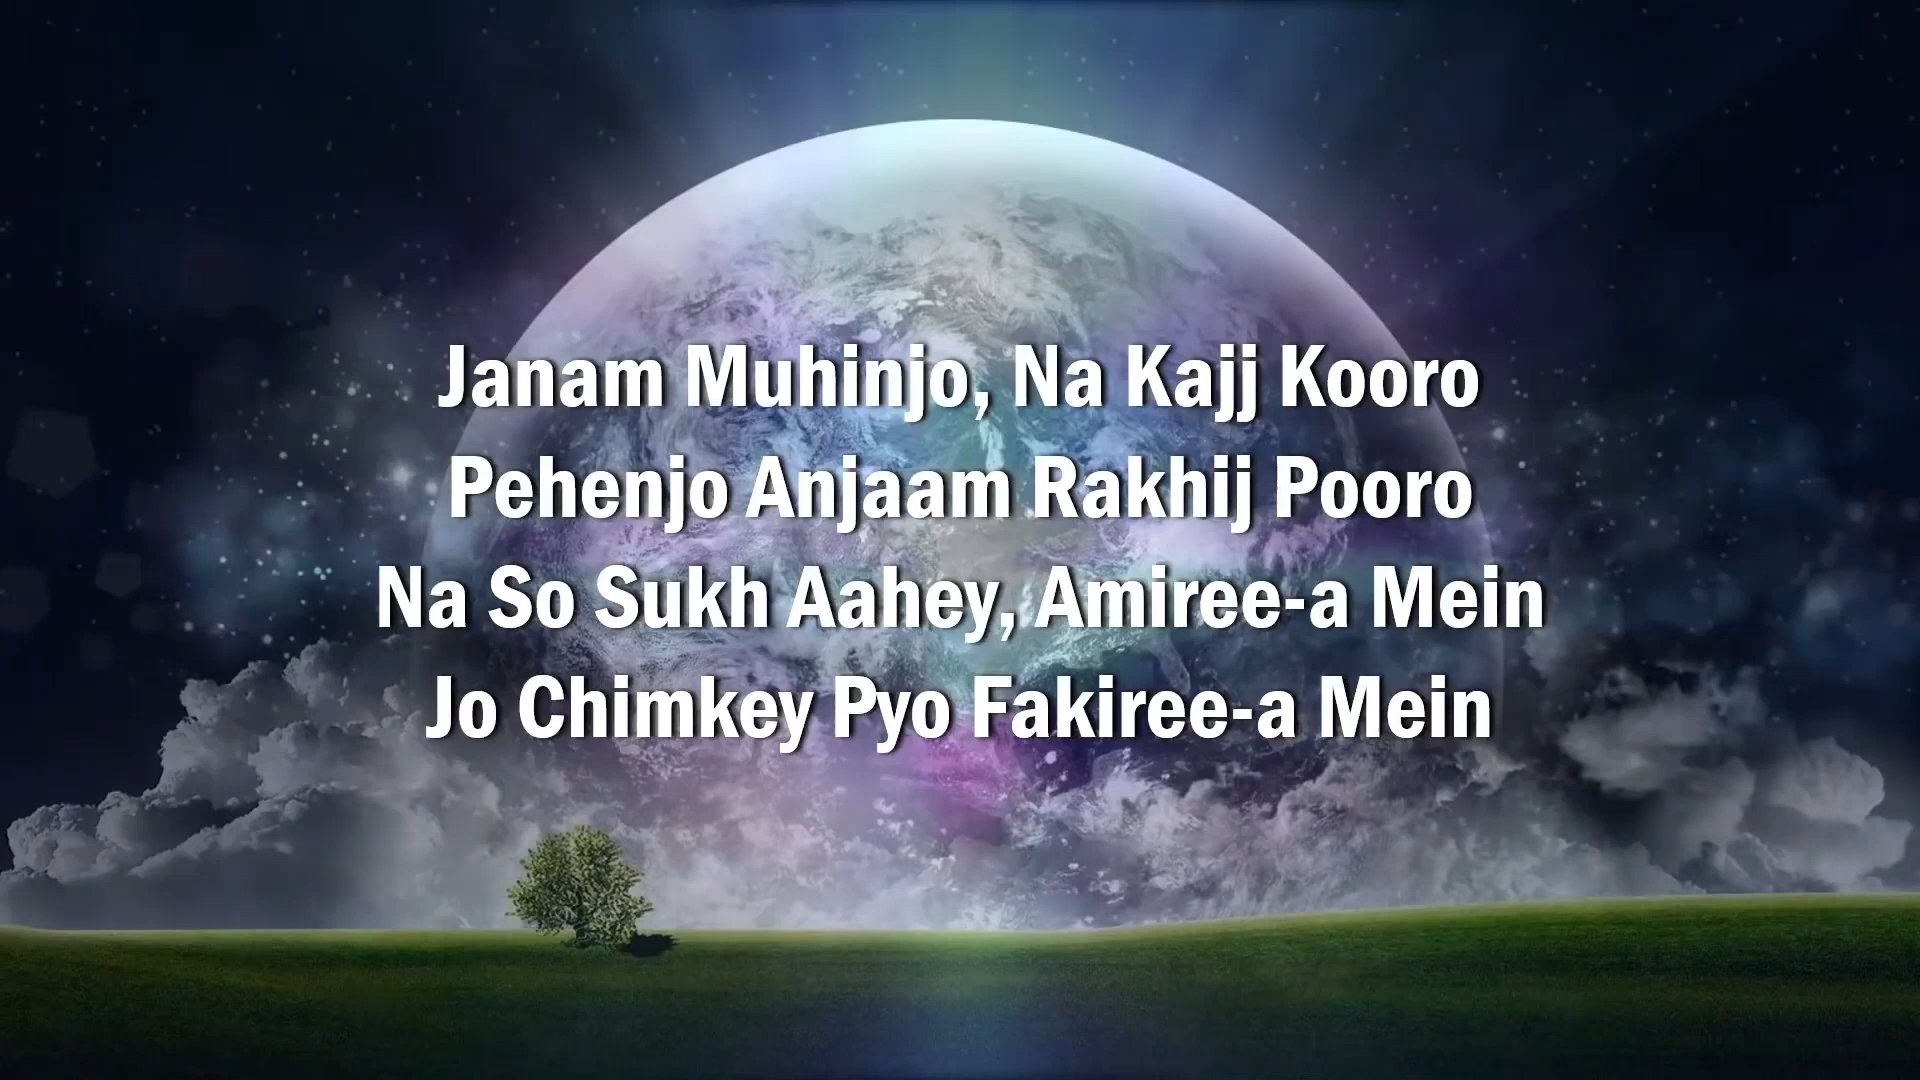 Janam Muhinjo, Na Kajj Kooro
Pehenjo Anjaam Rakhij Pooro
Na So Sukh Aahey, Amiree-a Mein
Jo Chimkey Pyo Fakiree-a Mein